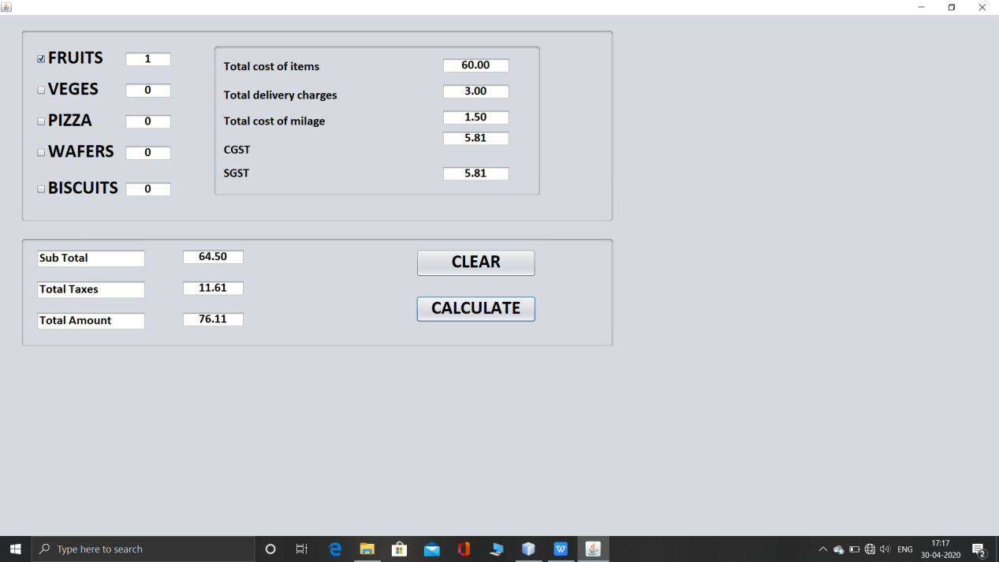 FRUITS 1
VEGES 0
PIZZA 0
WAFERS 0
BISCUITS 0
Total cost of items 60.00
Total delivery charges 3.00
Total cost of milage 1.50
CGST 5.81
SGST 5.81
Sub Total 64.50
Total Taxes 11.61
Total Amount 76.11
CLEAR
CALCULATE
Type here to search
ENG
17:17
30-04-2020
2